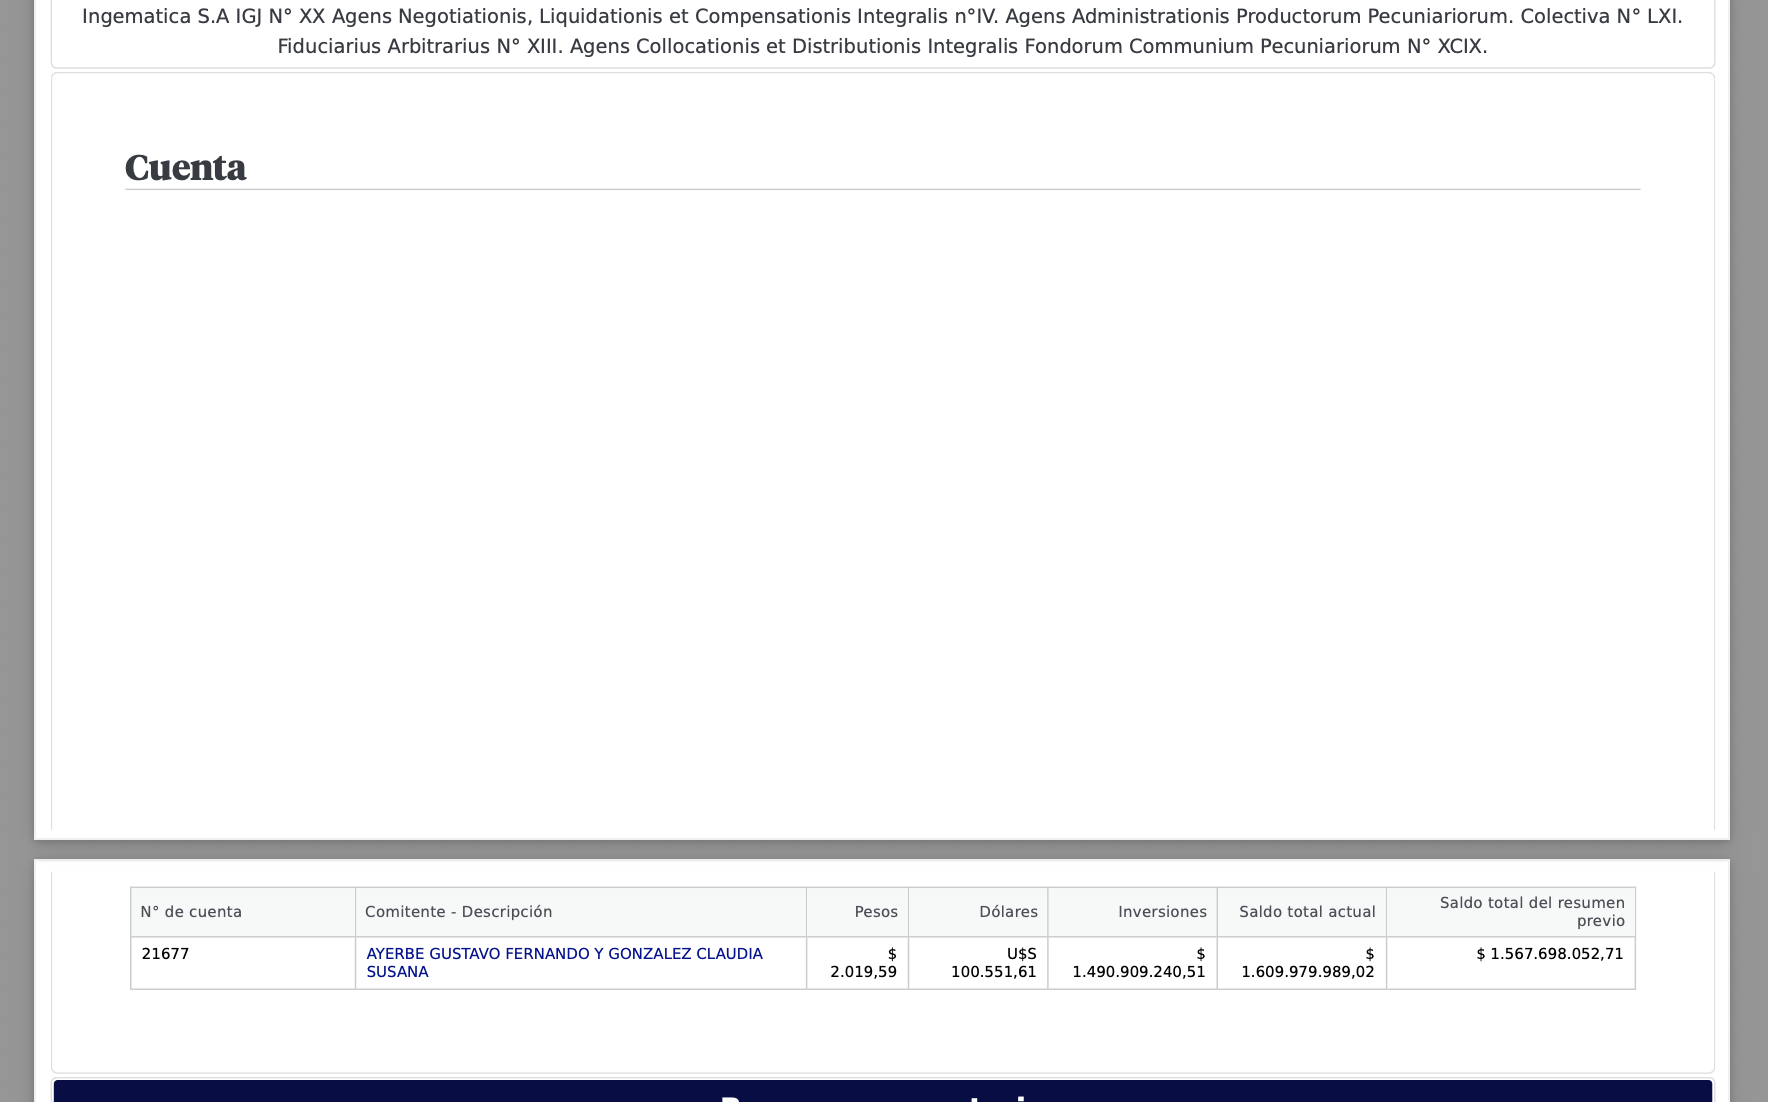 Ingematica S.A IGJ N° XX Agens Negotiationis, Liquidationis et Compensationis Integralis n°IV. Agens Administrationis Productorum Pecuniariorum. Colectiva N° LXI.
Fiduciarius Arbitrarius N° XIII. Agens Collocationis et Distributionis Integralis Fondorum Communium Pecuniariorum N° XCIX.
Cuenta
N° de cuenta
Comitente - Descripción
Pesos
Dólares
Inversiones
Saldo total actual
Saldo total del resumen
previo
21677
AYERBE GUSTAVO FERNANDO Y GONZALEZ CLAUDIA
SUSANA
$
2.019,59
U$S
100.551,61
$
1.490.909.240,51
$
1.609.979.989,02
$ 1.567.698.052,71